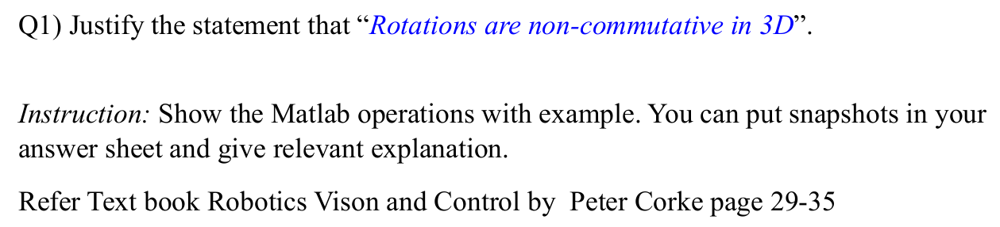 Q1) Justify the statement that “Rotations are non-commutative in 3D”.
Instruction: Show the Matlab operations with example. You can put snapshots in your
answer sheet and give relevant explanation.
Refer Text book Robotics Vison and Control by Peter Corke page 29-35